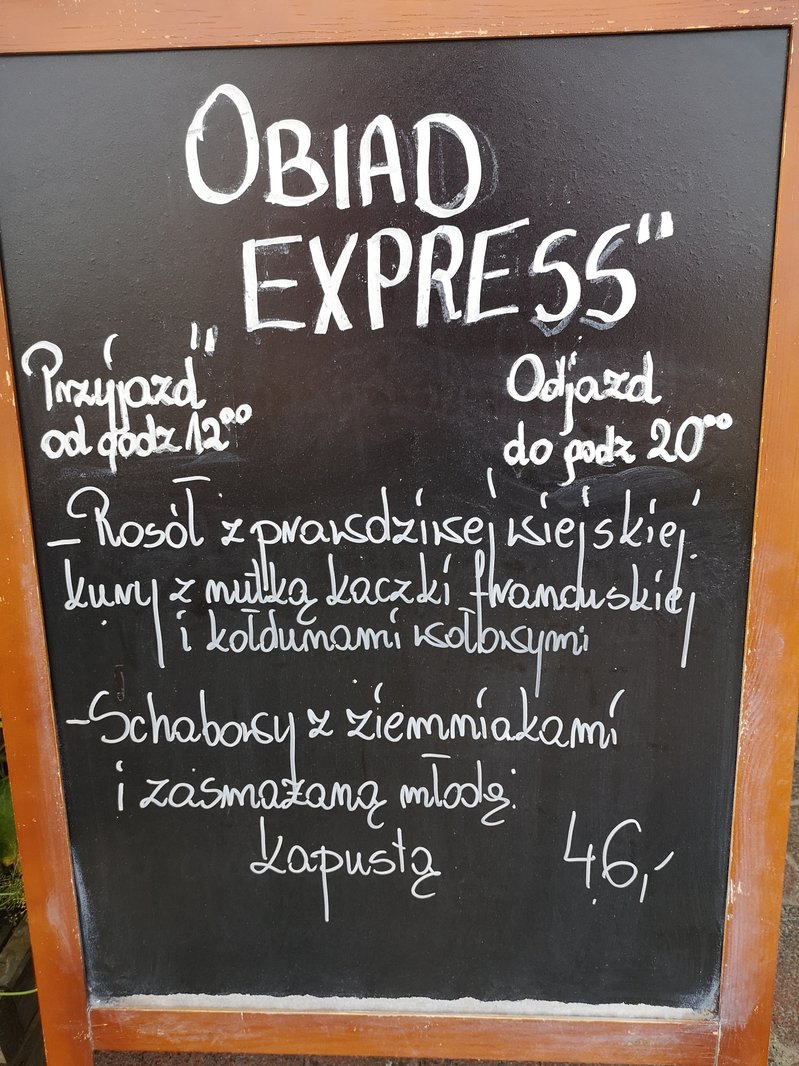 OBIAD
EXPRESS"
Przyjazd" Odjazd
od godz 12⁰⁰ do godz 20⁰⁰
- Rosół z prawdziwej wiejskiej
kury z nutką kaczki francuskiej
i kołdunami wołowymi
- Schabowy z ziemniakami
i zasmażaną młodą
kapustą 46,-